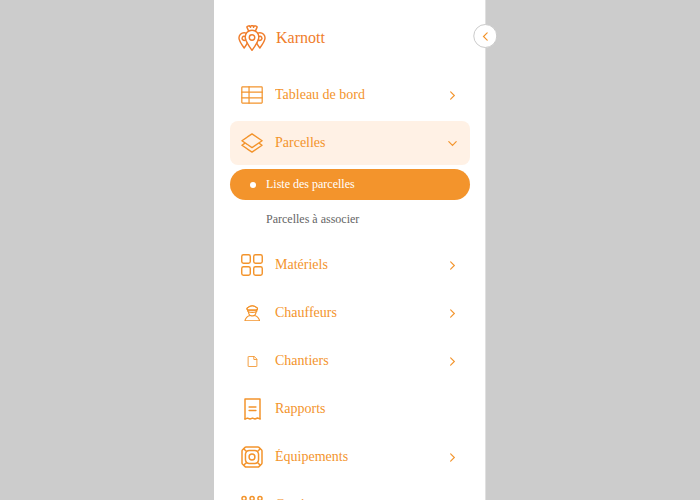 Karnott
Tableau de bord
Parcelles
Liste des parcelles
Parcelles à associer
Matériels
Chauffeurs
Chantiers
Rapports
Équipements